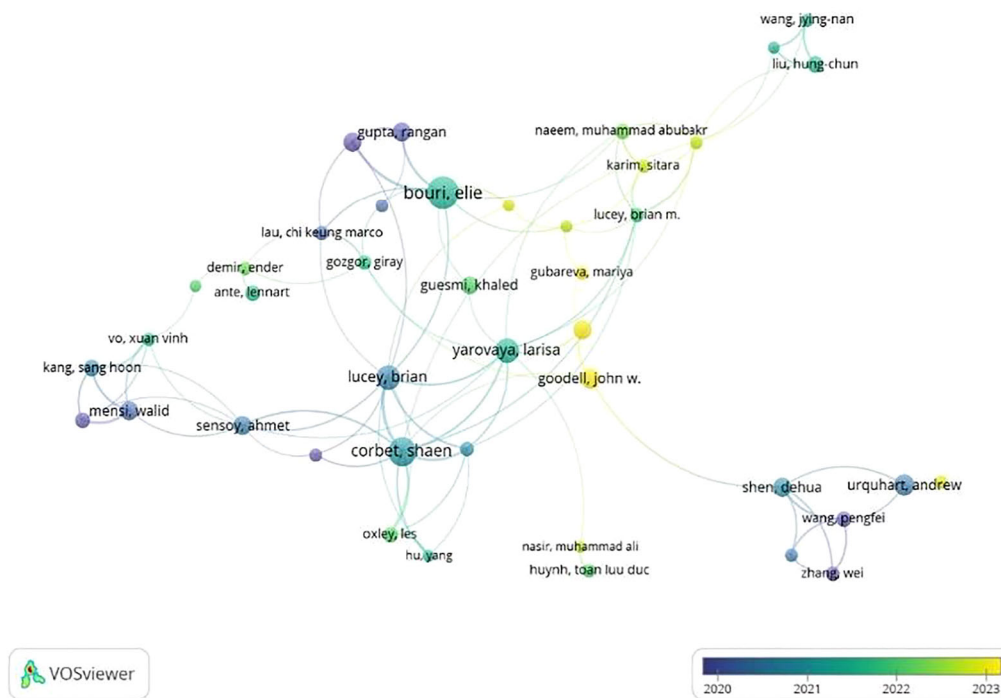 wang, jying-nan
liu, hung-chun
gupta, rangan
naeem, muhammad abubakr
karim, sitara
bouri, elie
lucey, brian m.
lau, chi keung marco
gozgor, giray
demir, ender
gubareva, mariya
guesmi, khaled
ante, lennart
vo, xuan vinh
yarovaya, larisa
kang, sang hoon
lucey, brian
goodell, john w.
mensi, walid
sensoy, ahmet
corbet, shaen
shen, dehua
urquhart, andrew
wang, pengfei
oxley, les
nasir, muhammad ali
hu, yang
huynh, toan luu duc
zhang, wei
VOSviewer
2020 2021 2022 2023